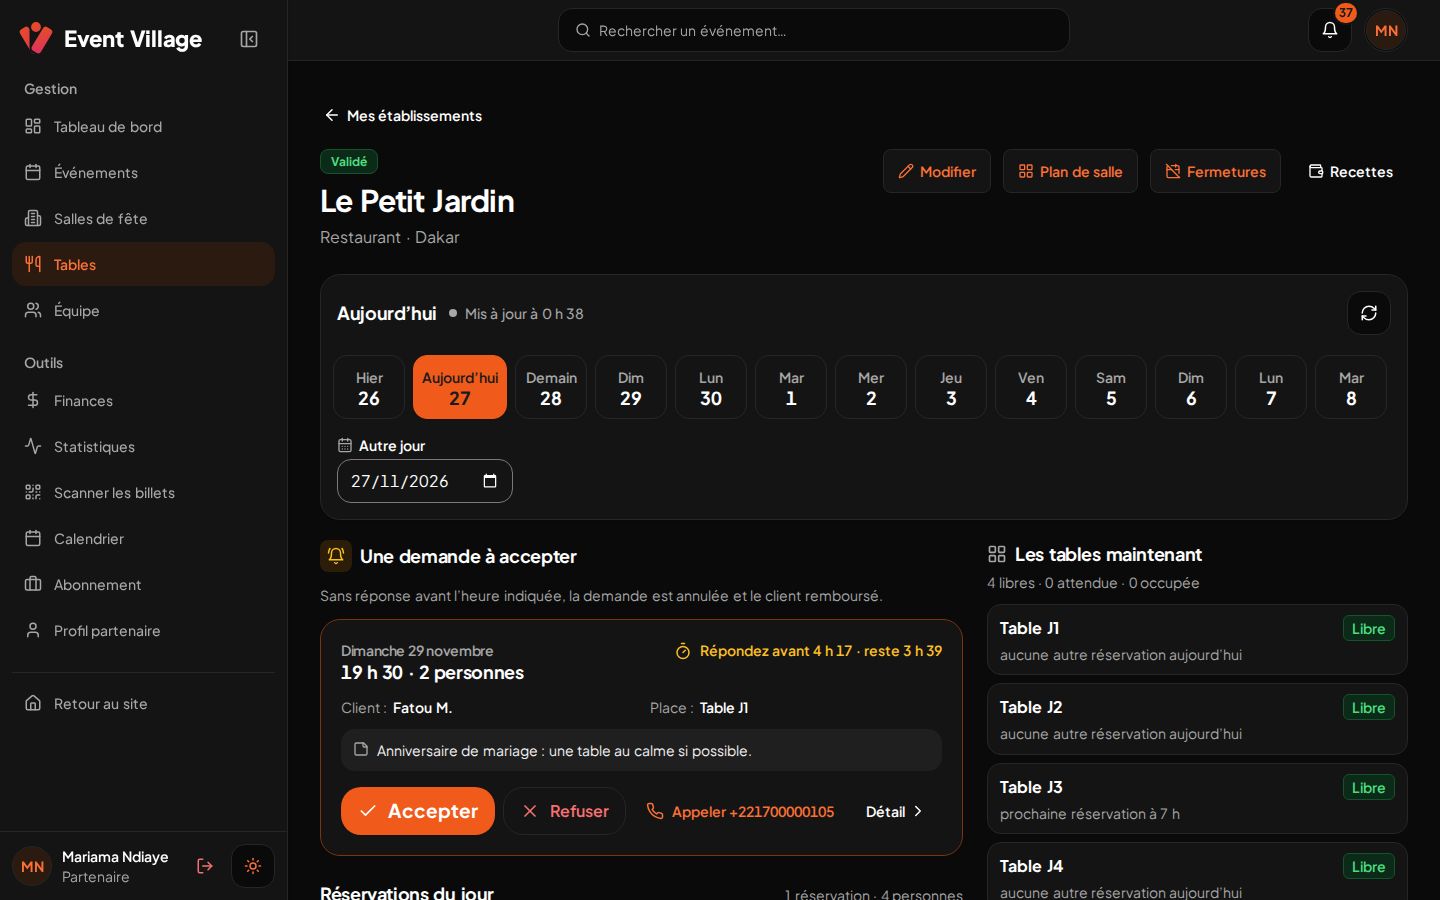 Event Village
Rechercher un événement…
37
MN
Gestion
Tableau de bord
Événements
Salles de fête
Tables
Équipe
Outils
Finances
Statistiques
Scanner les billets
Calendrier
Abonnement
Profil partenaire
Retour au site
MN
Mariama Ndiaye
Partenaire
Mes établissements
Validé
Le Petit Jardin
Restaurant · Dakar
Modifier
Plan de salle
Fermetures
Recettes
Aujourd’hui
Mis à jour à 0 h 38
Hier
26
Aujourd’hui
27
Demain
28
Dim
29
Lun
30
Mar
1
Mer
2
Jeu
3
Ven
4
Sam
5
Dim
6
Lun
7
Mar
8
Autre jour
27/11/2026
Une demande à accepter
Sans réponse avant l’heure indiquée, la demande est annulée et le client remboursé.
Dimanche 29 novembre
Répondez avant 4 h 17 · reste 3 h 39
19 h 30 · 2 personnes
Client : Fatou M.
Place : Table J1
Anniversaire de mariage : une table au calme si possible.
Accepter
Refuser
Appeler +221700000105
Détail
Réservations du jour
1 réservation · 4 personnes
Les tables maintenant
4 libres · 0 attendue · 0 occupée
Table J1
Libre
aucune autre réservation aujourd’hui
Table J2
Libre
aucune autre réservation aujourd’hui
Table J3
Libre
prochaine réservation à 7 h
Table J4
Libre
aucune autre réservation aujourd’hui